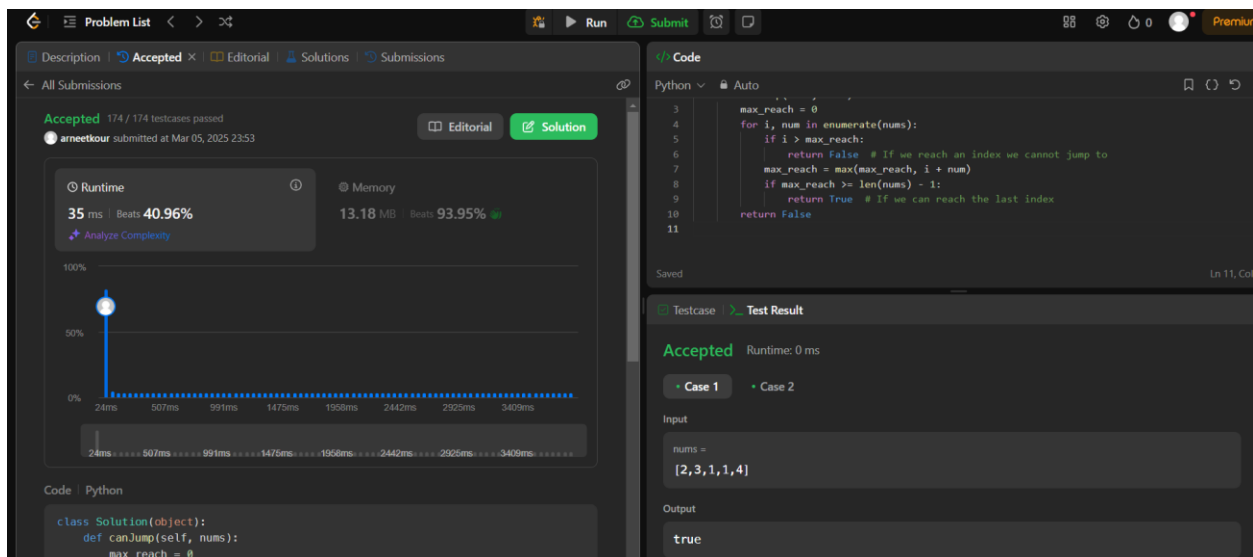 Problem List
Run
Submit
0
Premium
Description
Accepted
Editorial
Solutions
Submissions
All Submissions
Accepted 174 / 174 testcases passed
arneetkour submitted at Mar 05, 2025 23:53
Editorial
Solution
Runtime
35 ms Beats 40.96%
Analyze Complexity
Memory
13.18 MB Beats 93.95%
100%
50%
0%
24ms 507ms 991ms 1475ms 1958ms 2442ms 2925ms 3409ms
24ms 507ms 991ms 1475ms 1958ms 2442ms 2925ms 3409ms
Code Python
class Solution(object):
def canJump(self, nums):
max_reach = 0
</> Code
Python
Auto
3 max_reach = 0
4 for i, num in enumerate(nums):
5 if i > max_reach:
6 return False # If we reach an index we cannot jump to
7 max_reach = max(max_reach, i + num)
8 if max_reach >= len(nums) - 1:
9 return True # If we can reach the last index
10 return False
11
Saved
Ln 11, Col
Testcase
>_ Test Result
Accepted Runtime: 0 ms
• Case 1
• Case 2
Input
nums =
[2,3,1,1,4]
Output
true